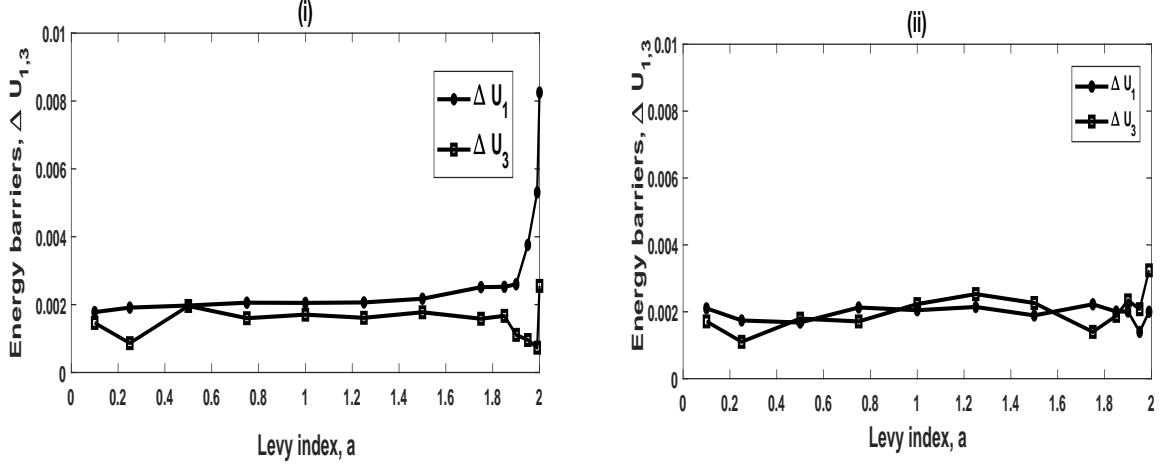 (i)
0.01
0.008
0.006
0.004
0.002
0
Energy barriers, Δ U1,3
Δ U1
Δ U3
0 0.2 0.4 0.6 0.8 1 1.2 1.4 1.6 1.8 2
Levy index, a
(ii)
0.01
0.008
0.006
0.004
0.002
0
Energy barriers, Δ U1,3
Δ U1
Δ U3
0 0.2 0.4 0.6 0.8 1 1.2 1.4 1.6 1.8 2
Levy index, a